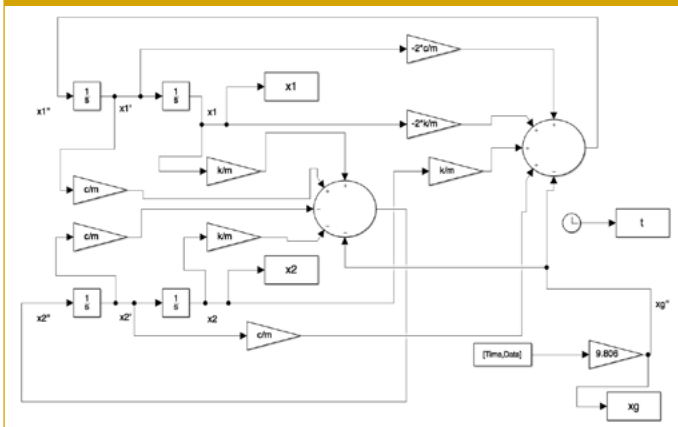 -2*c/m
1
s
1
s
x1
x1"
x1'
x1
-2*k/m
k/m
k/m
c/m
c/m
k/m
t
x2
xg"
1
s
1
s
x2"
x2'
x2
c/m
[Time,Data]
9.806
xg